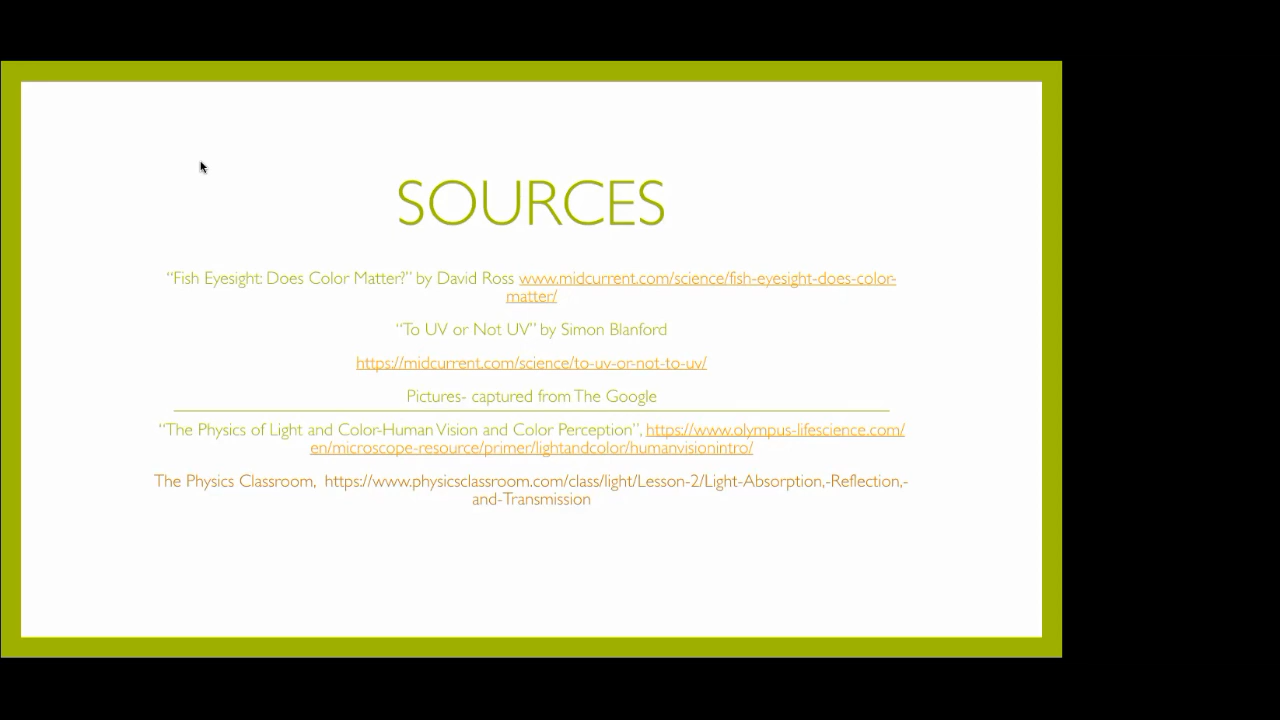 SOURCES
“Fish Eyesight: Does Color Matter?” by David Ross www.midcurrent.com/science/fish-eyesight-does-color-
matter/
“To UV or Not UV” by Simon Blanford
https://midcurrent.com/science/to-uv-or-not-to-uv/
Pictures- captured from The Google
“The Physics of Light and Color-Human Vision and Color Perception”, https://www.olympus-lifescience.com/
en/microscope-resource/primer/lightandcolor/humanvisionintro/
The Physics Classroom,  https://www.physicsclassroom.com/class/light/Lesson-2/Light-Absorption,-Reflection,-
and-Transmission